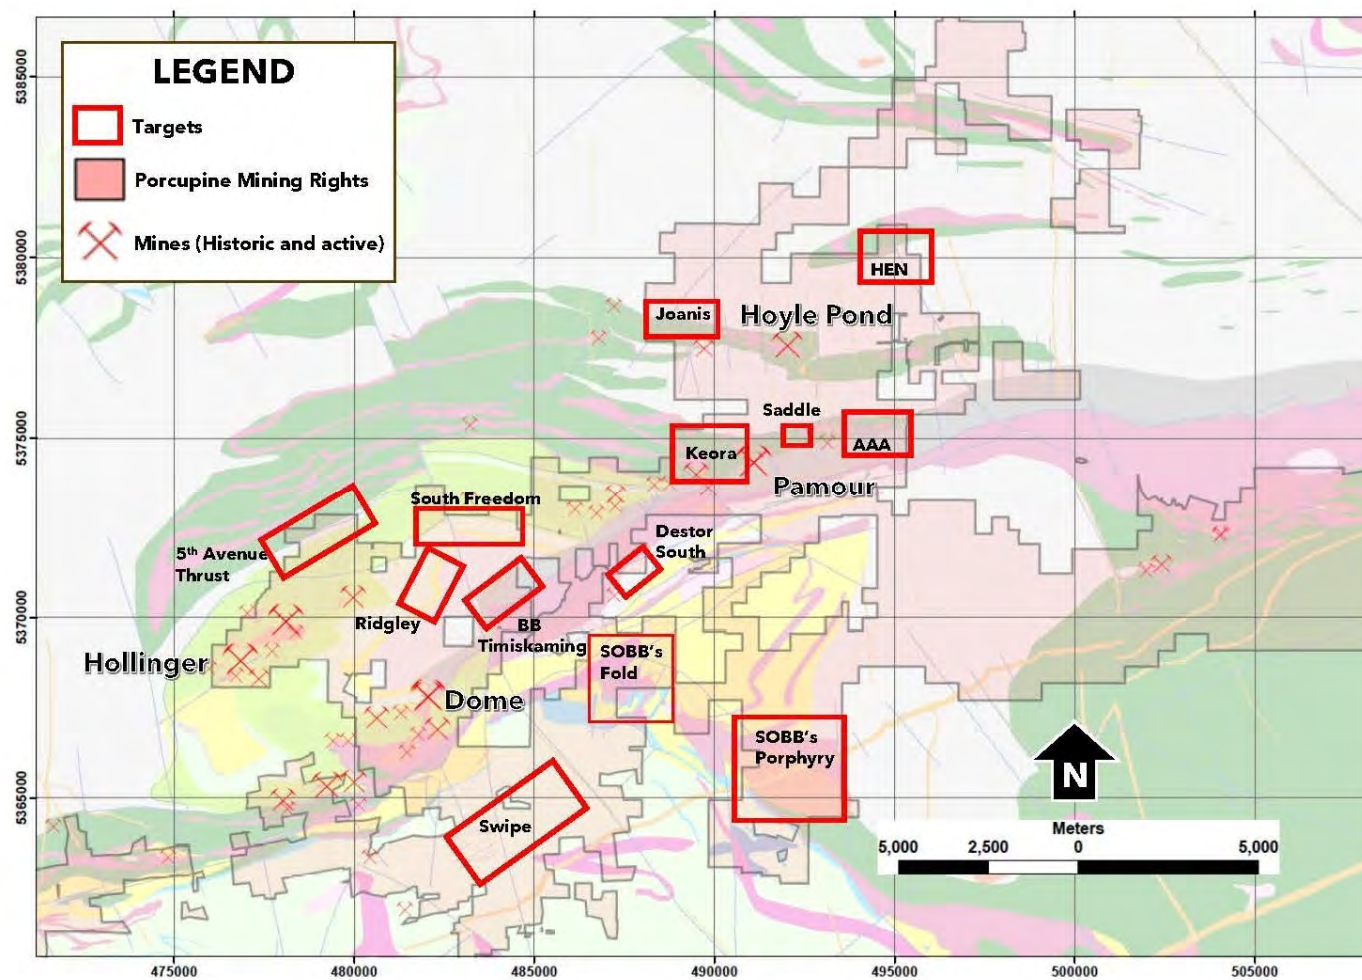 LEGEND
Targets
Porcupine Mining Rights
Mines (Historic and active)
5385000
5380000
5375000
5370000
5365000
HEN
Joanis
Hoyle Pond
Saddle
Keora
AAA
Pamour
South Freedom
Destor
South
5th Avenue
Thrust
Ridgley
BB
Timiskaming
SOBB's
Fold
Hollinger
Dome
SOBB's
Porphyry
N
Swipe
Meters
5,000 2,500 0 5,000
475000 480000 485000 490000 495000 500000 505000